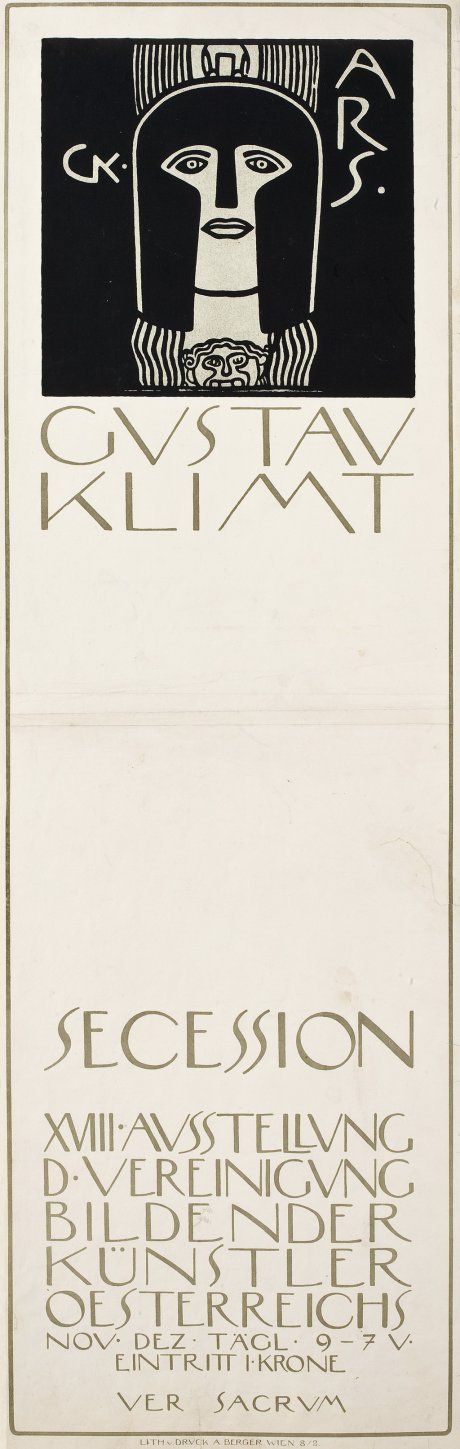 ARS.
GK.
GVSTAV
KLIMT
SECESSION
XVIII·AVSSTELLVNG
D·VEREINIGVNG
BILDENDER
KÜNSTLER
OESTERREICHS
NOV· DEZ· TÄGL· 9–7 V·
EINTRITT I·KRONE
VER SACRVM
LITH v. DRVCK A. BERGER WIEN 8/2